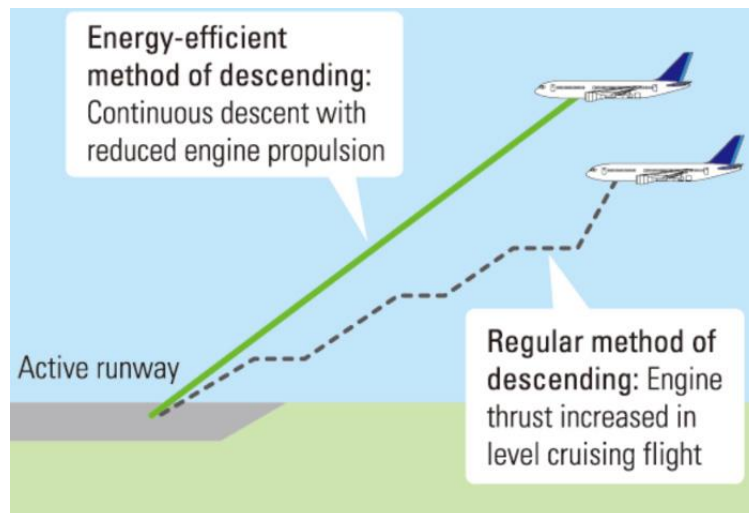 Energy-efficient
method of descending:
Continuous descent with
reduced engine propulsion
Active runway
Regular method of
descending: Engine
thrust increased in
level cruising flight